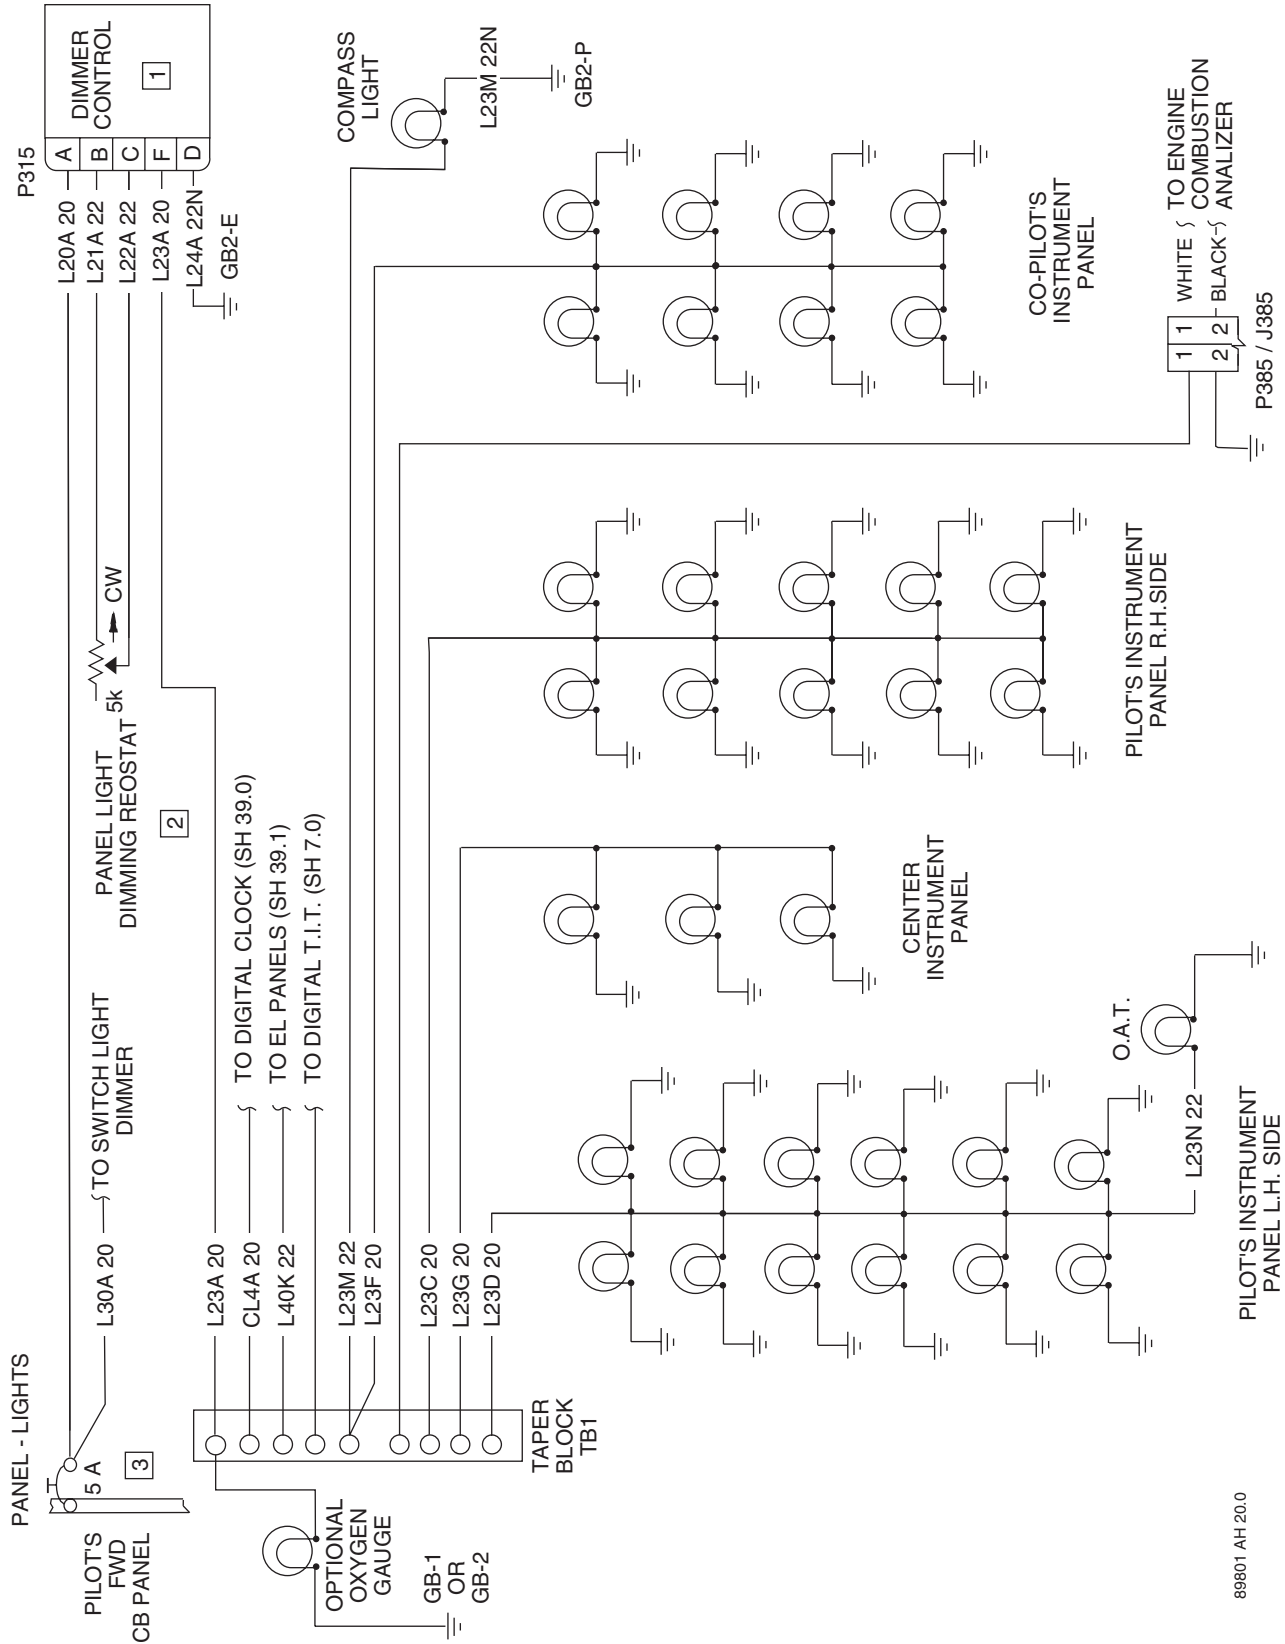 PANEL - LIGHTS
PILOT'S
FWD
CB PANEL
5 A
3
L30A 20
TO SWITCH LIGHT
DIMMER
PANEL LIGHT
DIMMING REOSTAT
2
5k
CW
L20A 20
L21A 22
L22A 22
L23A 20
L24A 22N
GB2-E
P315
A
B
C
F
D
DIMMER
CONTROL
1
OPTIONAL
OXYGEN
GAUGE
GB-1
OR
GB-2
TAPER
BLOCK
TB1
L23A 20
CL4A 20
TO DIGITAL CLOCK (SH 39.0)
L40K 22
TO EL PANELS (SH 39.1)
TO DIGITAL T.I.T. (SH 7.0)
L23M 22
L23F 20
L23C 20
L23G 20
L23D 20
COMPASS
LIGHT
L23M 22N
GB2-P
PILOT'S INSTRUMENT
PANEL L.H. SIDE
L23N 22
O.A.T.
CENTER
INSTRUMENT
PANEL
PILOT'S INSTRUMENT
PANEL R.H.SIDE
CO-PILOT'S
INSTRUMENT
PANEL
1 1 WHITE
2 2 BLACK
TO ENGINE
COMBUSTION
ANALIZER
P385 / J385
89801 AH 20.0